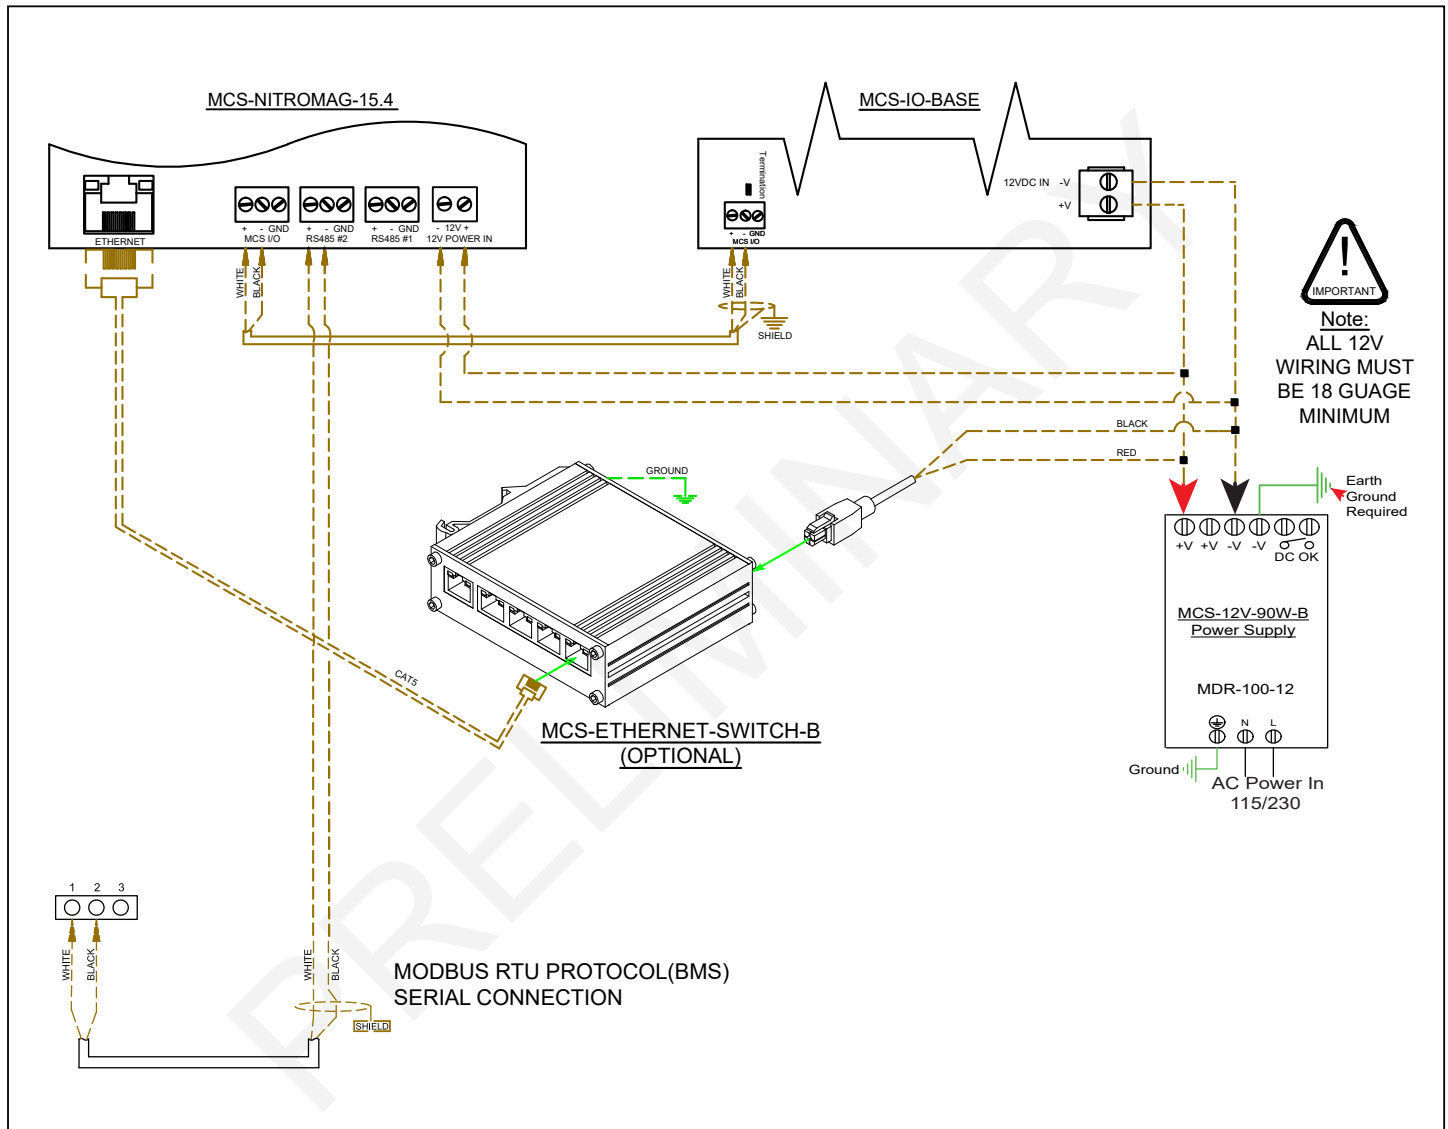 MCS-NITROMAG-15.4
MCS-IO-BASE
Termination
12VDC IN -V
+V
+ - GND
MCS I/O
+ - GND
RS485 #2
+ - GND
RS485 #1
- 12V +
12V POWER IN
ETHERNET
+ - GND
MCS I/O
WHITE
BLACK
WHITE
BLACK
SHIELD
IMPORTANT
!
Note:
ALL 12V
WIRING MUST
BE 18 GUAGE
MINIMUM
BLACK
RED
GROUND
Earth
Ground
Required
+V +V -V -V
DC OK
MCS-12V-90W-B
Power Supply
MDR-100-12
N L
Ground
AC Power In
115/230
CAT5
MCS-ETHERNET-SWITCH-B
(OPTIONAL)
1 2 3
WHITE
BLACK
WHITE
BLACK
SHIELD
MODBUS RTU PROTOCOL(BMS)
SERIAL CONNECTION
PRELIMINARY